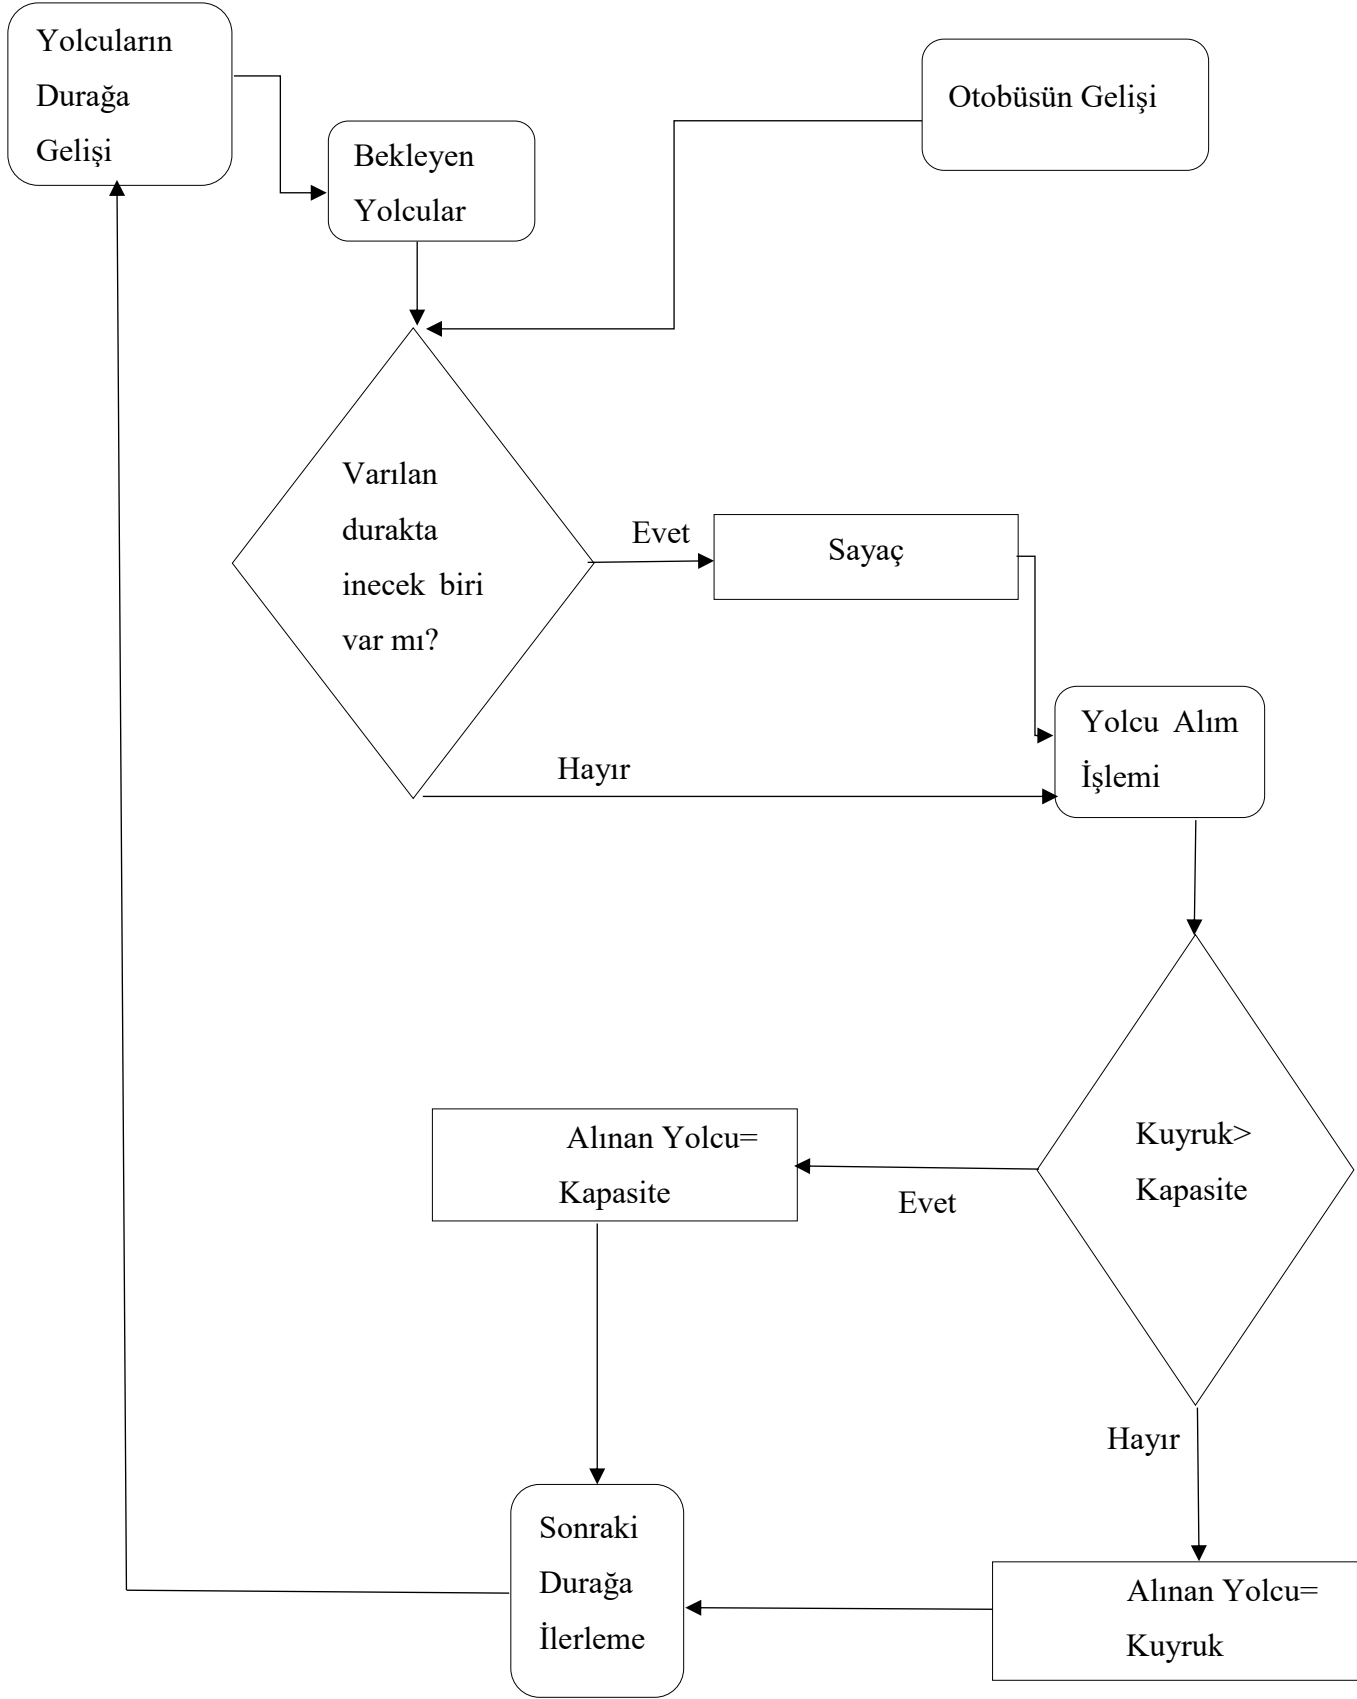 Yolcuların
Durağa
Gelişi
Otobüsün Gelişi
Bekleyen
Yolcular
Varılan
durakta
inecek biri
var mı?
Evet
Sayaç
Yolcu Alım
İşlemi
Hayır
Kuyruk>
Kapasite
Alınan Yolcu=
Kapasite
Evet
Hayır
Sonraki
Durağa
İlerleme
Alınan Yolcu=
Kuyruk